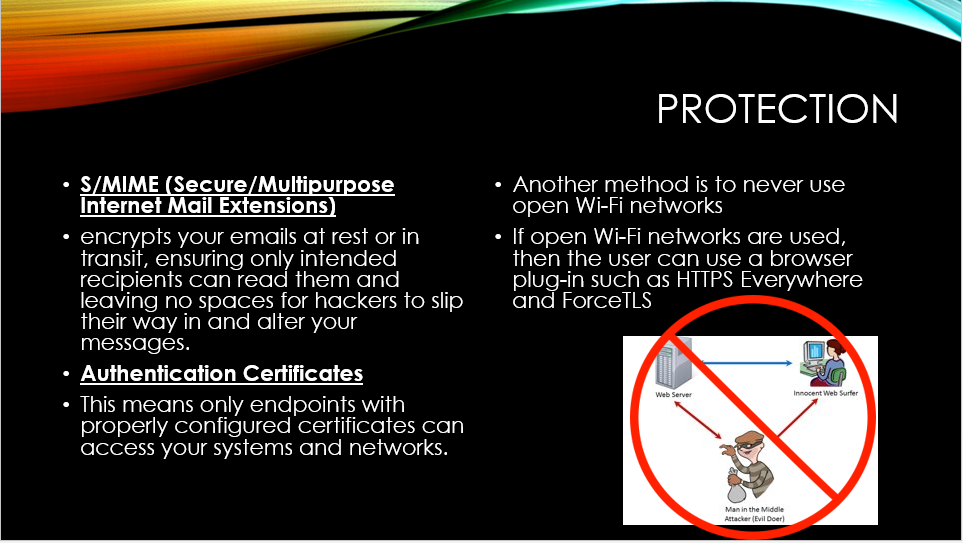 PROTECTION
• S/MIME (Secure/Multipurpose
Internet Mail Extensions)
• encrypts your emails at rest or in
transit, ensuring only intended
recipients can read them and
leaving no spaces for hackers to slip
their way in and alter your
messages.
• Authentication Certificates
• This means only endpoints with
properly configured certificates can
access your systems and networks.
• Another method is to never use
open Wi-Fi networks
• If open Wi-Fi networks are used,
then the user can use a browser
plug-in such as HTTPS Everywhere
and ForceTLS
Web Server
Innocent Web Surfer
Man in the Middle
Attacker (Evil Doer)